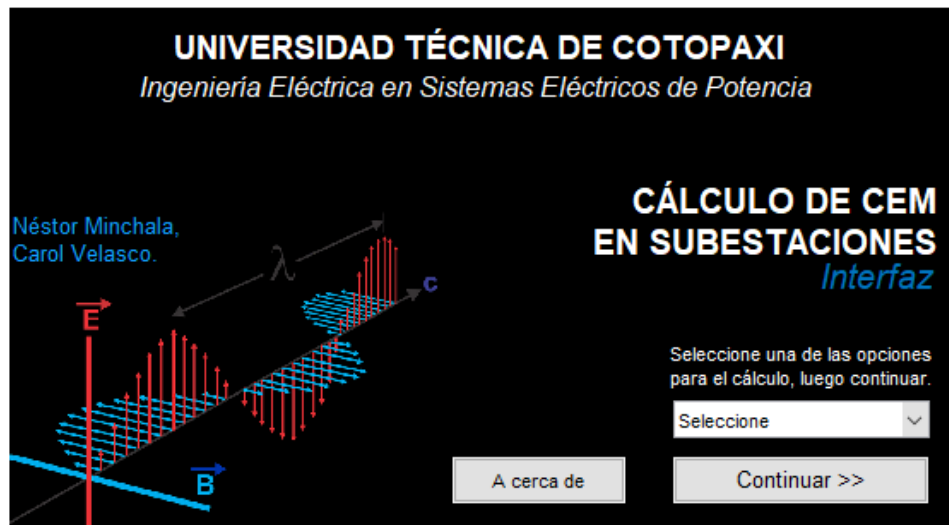 UNIVERSIDAD TÉCNICA DE COTOPAXI
Ingeniería Eléctrica en Sistemas Eléctricos de Potencia
CÁLCULO DE CEM
EN SUBESTACIONES
Interfaz
Néstor Minchala,
Carol Velasco.
λ
c
E
B
Seleccione una de las opciones
para el cálculo, luego continuar.
Seleccione
A cerca de
Continuar >>